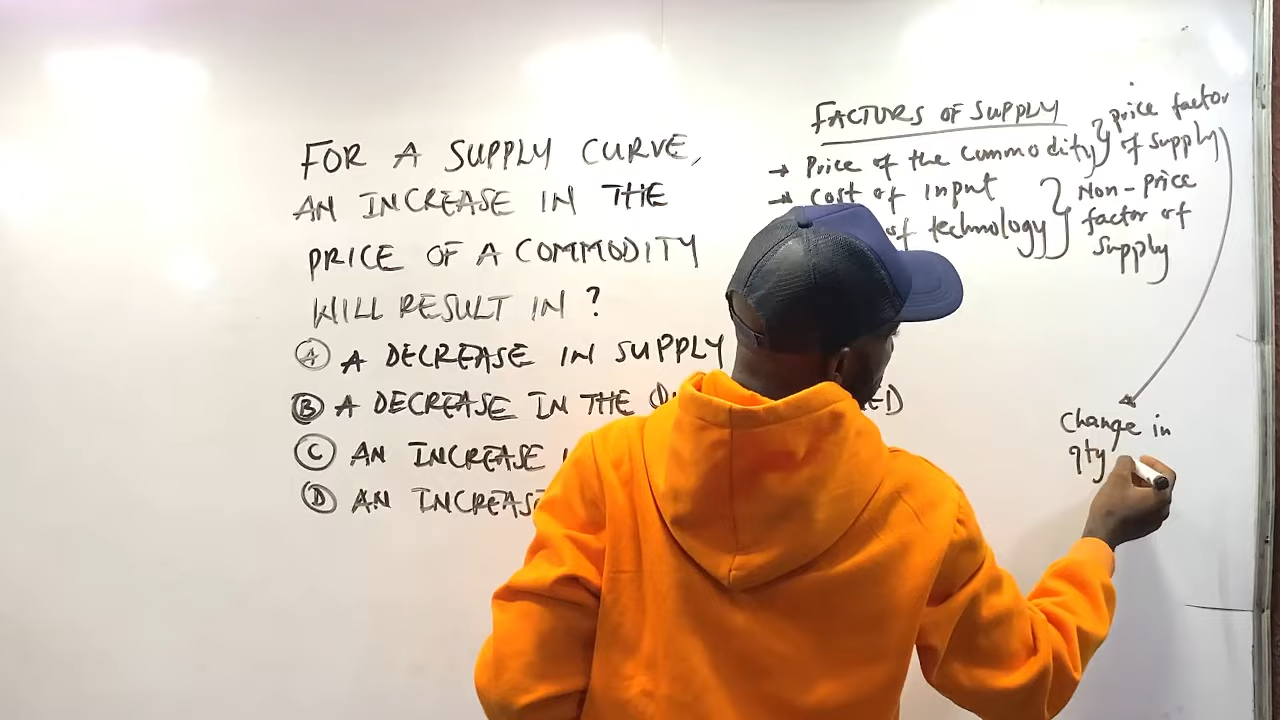 FOR A SUPPLY CURVE,
AN INCREASE IN THE
PRICE OF A COMMODITY
WILL RESULT IN ?
Ⓐ A DECREASE IN SUPPLY
Ⓑ A DECREASE IN THE
Ⓒ AN INCREASE
Ⓓ AN INCREASE
FACTORS OF SUPPLY
→ Price of the commodity } price factor of supply
→ Cost of input
of technology } Non-price factor of supply
Change in
qty